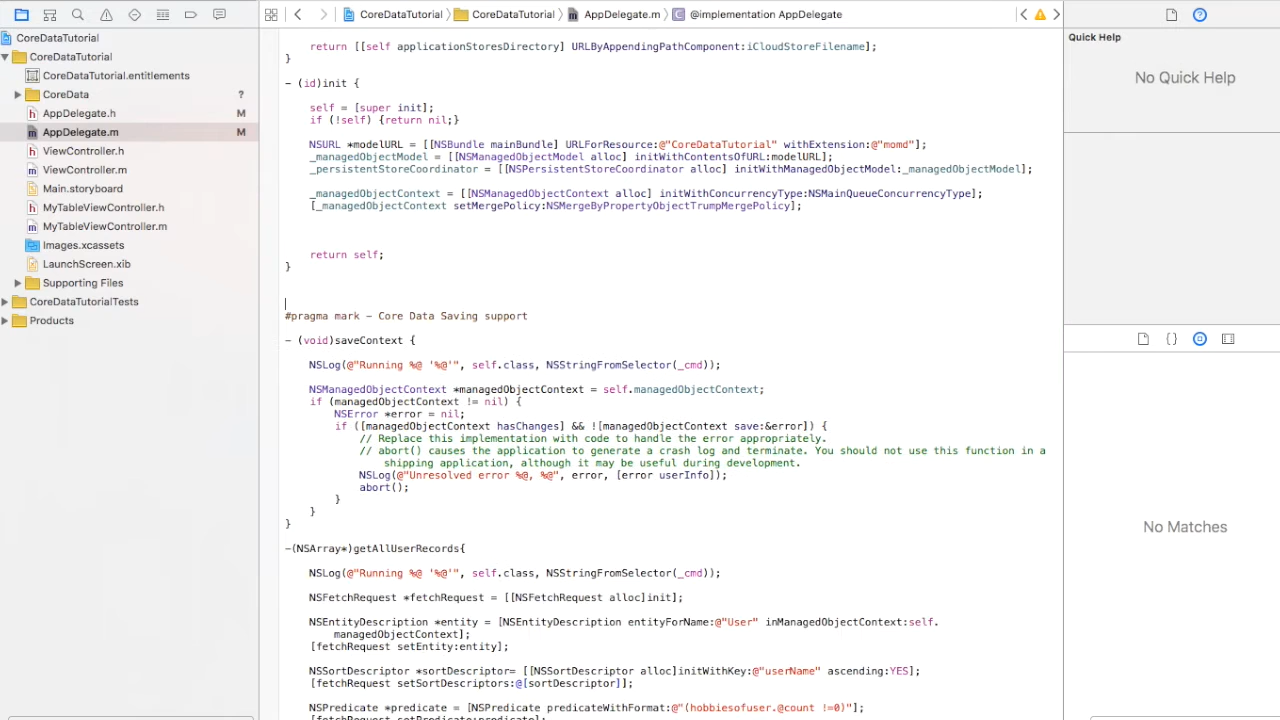 CoreDataTutorial
CoreDataTutorial
AppDelegate.m
@implementation AppDelegate
CoreDataTutorial
CoreDataTutorial
CoreDataTutorial.entitlements
CoreData ?
AppDelegate.h M
AppDelegate.m M
ViewController.h
ViewController.m
Main.storyboard
MyTableViewController.h
MyTableViewController.m
Images.xcassets
LaunchScreen.xib
Supporting Files
CoreDataTutorialTests
Products
return [[self applicationStoresDirectory] URLByAppendingPathComponent:iCloudStoreFilename];
}
- (id)init {
self = [super init];
if (!self) {return nil;}
NSURL *modelURL = [[NSBundle mainBundle] URLForResource:@"CoreDataTutorial" withExtension:@"momd"];
_managedObjectModel = [[NSManagedObjectModel alloc] initWithContentsOfURL:modelURL];
_persistentStoreCoordinator = [[NSPersistentStoreCoordinator alloc] initWithManagedObjectModel:_managedObjectModel];
_managedObjectContext = [[NSManagedObjectContext alloc] initWithConcurrencyType:NSMainQueueConcurrencyType];
[_managedObjectContext setMergePolicy:NSMergeByPropertyObjectTrumpMergePolicy];
return self;
}
#pragma mark - Core Data Saving support
- (void)saveContext {
NSLog(@"Running %@ '%@'", self.class, NSStringFromSelector(_cmd));
NSManagedObjectContext *managedObjectContext = self.managedObjectContext;
if (managedObjectContext != nil) {
NSError *error = nil;
if ([managedObjectContext hasChanges] && ![managedObjectContext save:&error]) {
// Replace this implementation with code to handle the error appropriately.
// abort() causes the application to generate a crash log and terminate. You should not use this function in a
shipping application, although it may be useful during development.
NSLog(@"Unresolved error %@, %@", error, [error userInfo]);
abort();
}
}
}
-(NSArray*)getAllUserRecords{
NSLog(@"Running %@ '%@'", self.class, NSStringFromSelector(_cmd));
NSFetchRequest *fetchRequest = [[NSFetchRequest alloc]init];
NSEntityDescription *entity = [NSEntityDescription entityForName:@"User" inManagedObjectContext:self.
managedObjectContext];
[fetchRequest setEntity:entity];
NSSortDescriptor *sortDescriptor= [[NSSortDescriptor alloc]initWithKey:@"userName" ascending:YES];
[fetchRequest setSortDescriptors:@[sortDescriptor]];
NSPredicate *predicate = [NSPredicate predicateWithFormat:@"(hobbiesofuser.@count !=0)"];
[fetchRequest setPredicate:predicate];
Quick Help
No Quick Help
No Matches